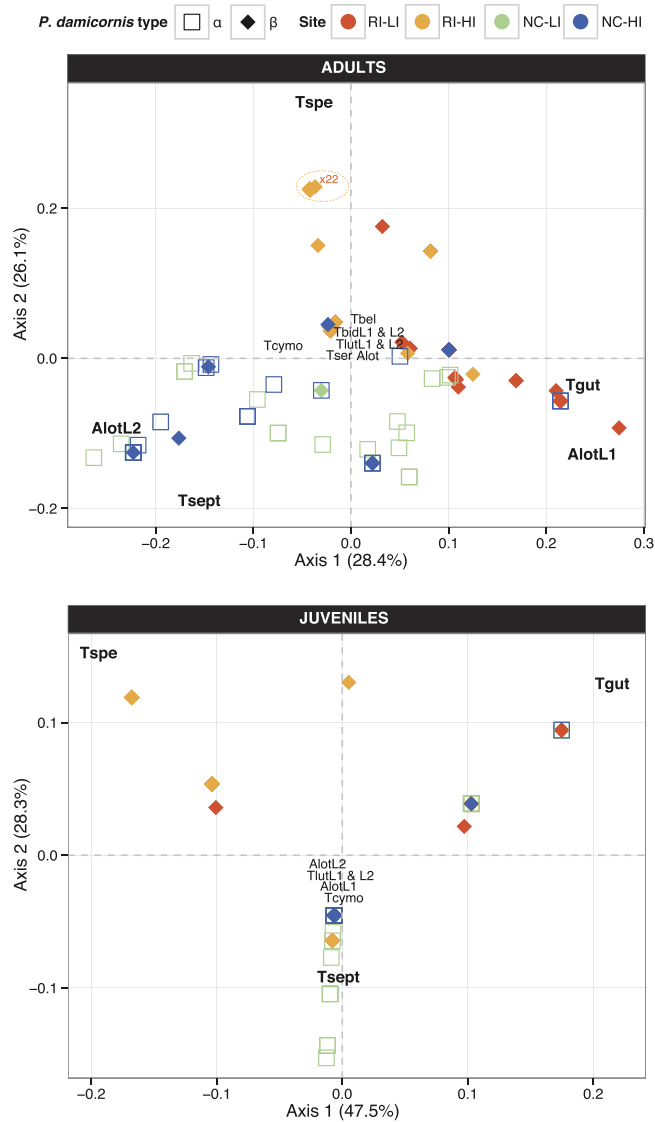 P. damicornis type α β Site RI-LI RI-HI NC-LI NC-HI
ADULTS
Tspe
x22
0.2
Tbel
TbidL1 & L2
Tcymo TlutL1 & L2
Tser Alot
0.0
Tgut
AlotL2
AlotL1
Tsept
−0.2
Axis 2 (26.1%)
−0.2 −0.1 0.0 0.1 0.2 0.3
Axis 1 (28.4%)
JUVENILES
Tspe
Tgut
0.1
0.0
AlotL2
TlutL1 & L2
AlotL1
Tcymo
Tsept
−0.1
Axis 2 (28.3%)
−0.2 −0.1 0.0 0.1 0.2
Axis 1 (47.5%)